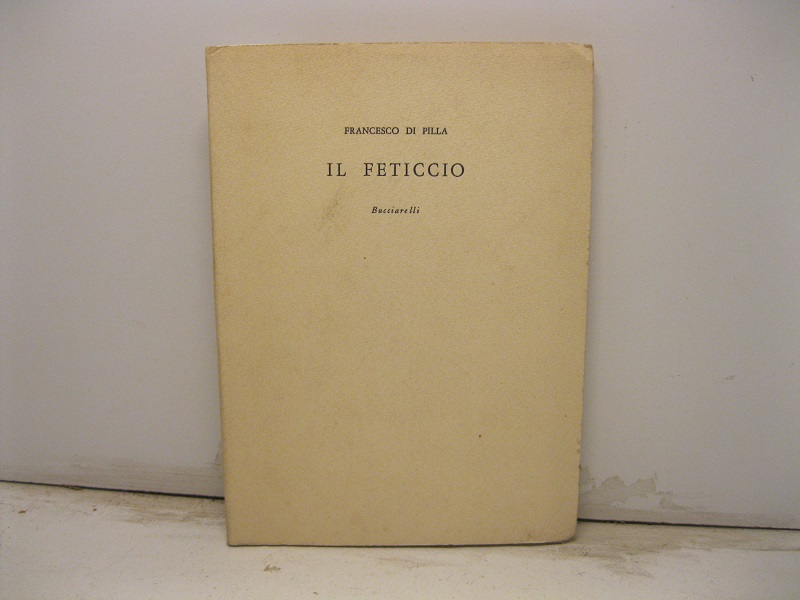 FRANCESCO DI PILLA
IL FETICCIO
Bucciarelli